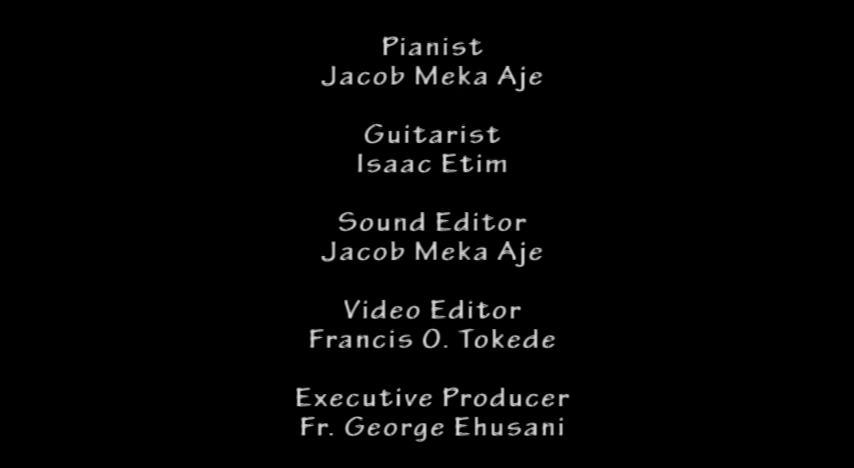 Pianist
Jacob Meka Aje
Guitarist
Isaac Etim
Sound Editor
Jacob Meka Aje
Video Editor
Francis O. Tokede
Executive Producer
Fr. George Ehusani